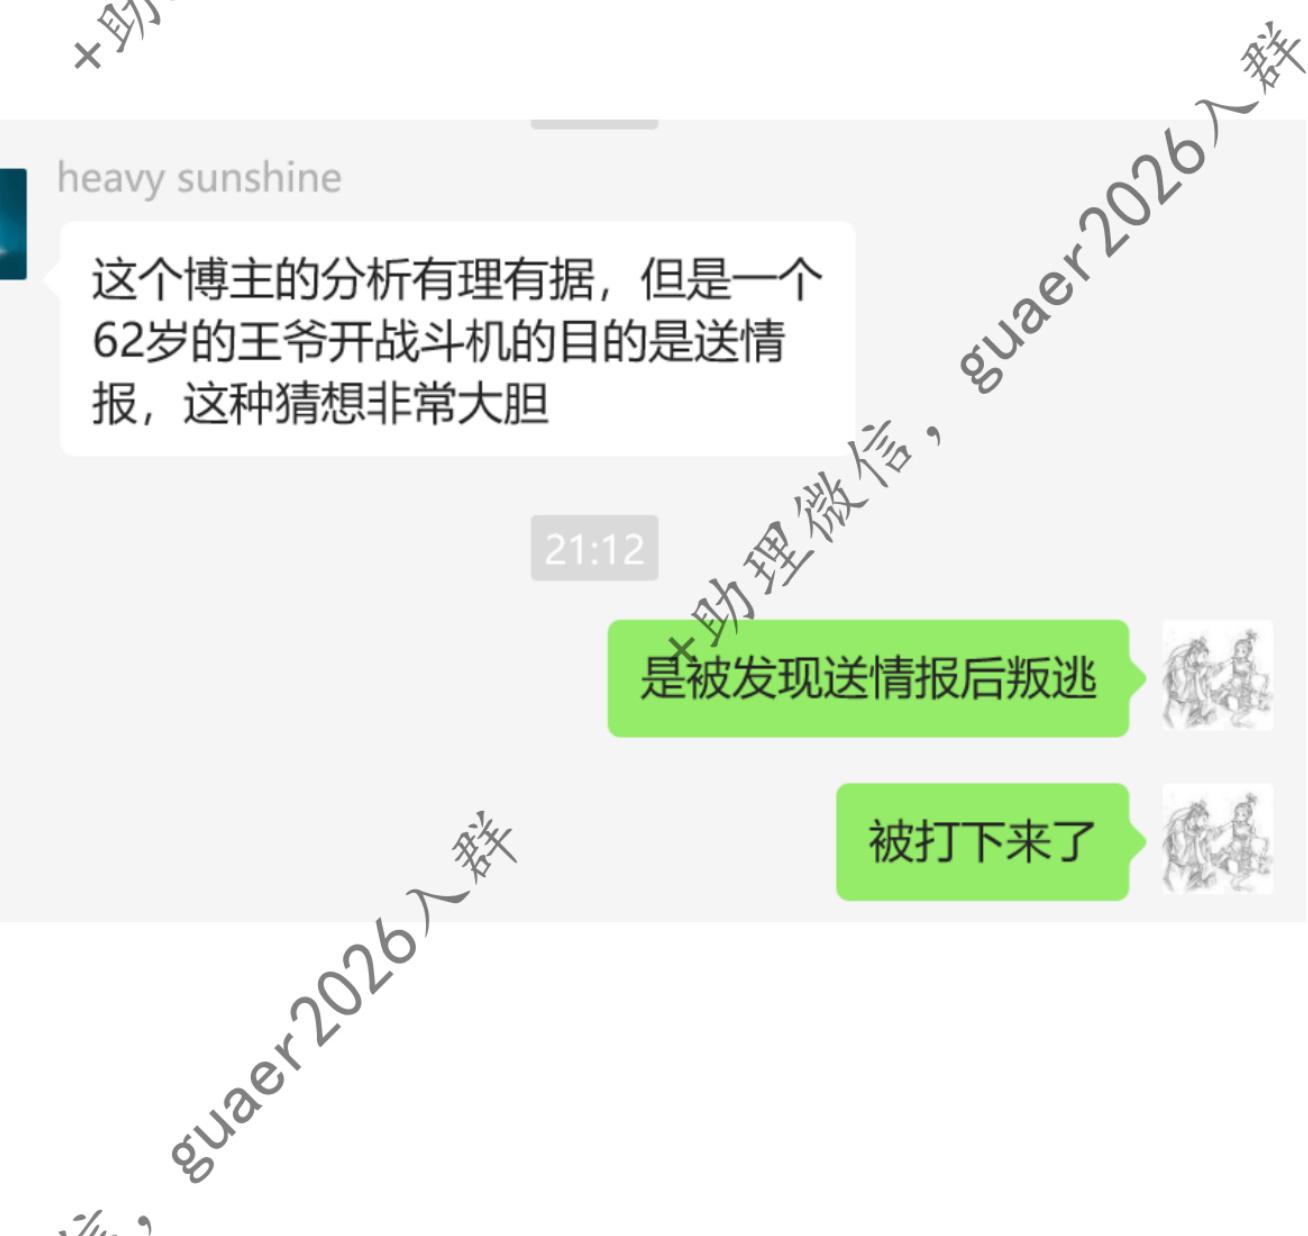 +助
heavy sunshine
这个博主的分析有理有据，但是一个
62岁的王爷开战斗机的目的是送情
报，这种猜想非常大胆
21:12
+助理微信，guaer2026入群
是被发现送情报后叛逃
被打下来了
信，guaer2026入群